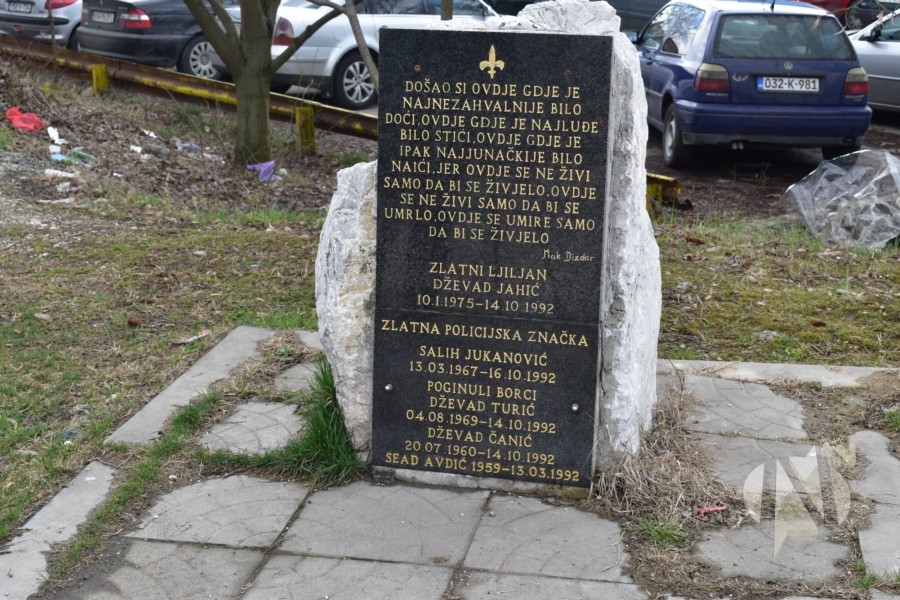 DOŠAO SI OVDJE GDJE JE
NAJNEZAHVALNIJE BILO
DOĆI,OVDJE GDJE JE NAJLUĐE
BILO STIĆI,OVDJE GDJE JE
IPAK NAJJUNAČKIJE BILO
NAIĆI,JER OVDJE SE NE ŽIVI
SAMO DA BI SE ŽIVJELO,OVDJE
SE NE ŽIVI SAMO DA BI SE
UMRLO,OVDJE SE UMIRE SAMO
DA BI SE ŽIVJELO
Mak Dizdar
ZLATNI LJILJAN
DŽEVAD JAHIĆ
10.1.1975-14.10 1992
ZLATNA POLICIJSKA ZNAČKA
SALIH JUKANOVIĆ
13.03.1967-16.10.1992
POGINULI BORCI
DŽEVAD TURIĆ
04.08.1969-14.10.1992
DŽEVAD ČANIĆ
20.07.1960-14.10.1992
SEAD AVDIĆ 1959-13.03.1992
032-K-981